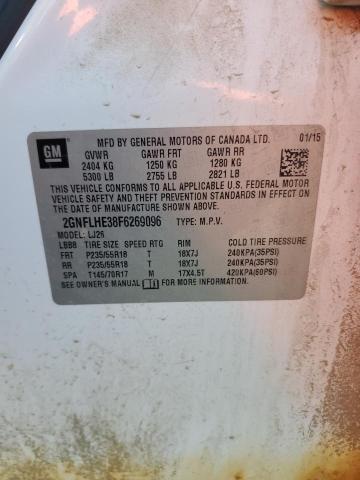 GM
MFD BY GENERAL MOTORS OF CANADA LTD. 01/15
GVWR GAWR FRT GAWR RR
2404 KG 1250 KG 1280 KG
5300 LB 2755 LB 2821 LB
THIS VEHICLE CONFORMS TO ALL APPLICABLE U.S. FEDERAL MOTOR
VEHICLE SAFETY, BUMPER, AND THEFT PREVENTION STANDARDS IN
EFFECT ON THE DATE OF MANUFACTURE SHOWN ABOVE.
2GNFLHE38F6269096 TYPE: M.P.V.
MODEL: LJ26
LBBB TIRE SIZE SPEED RTG RIM COLD TIRE PRESSURE
FRT P235/55R18 T 18X7J 240KPA(35PSI)
RR P235/55R18 T 18X7J 240KPA(35PSI)
SPA T145/70R17 M 17X4.5T 420KPA(60PSI)
SEE OWNER'S MANUAL FOR MORE INFORMATION.